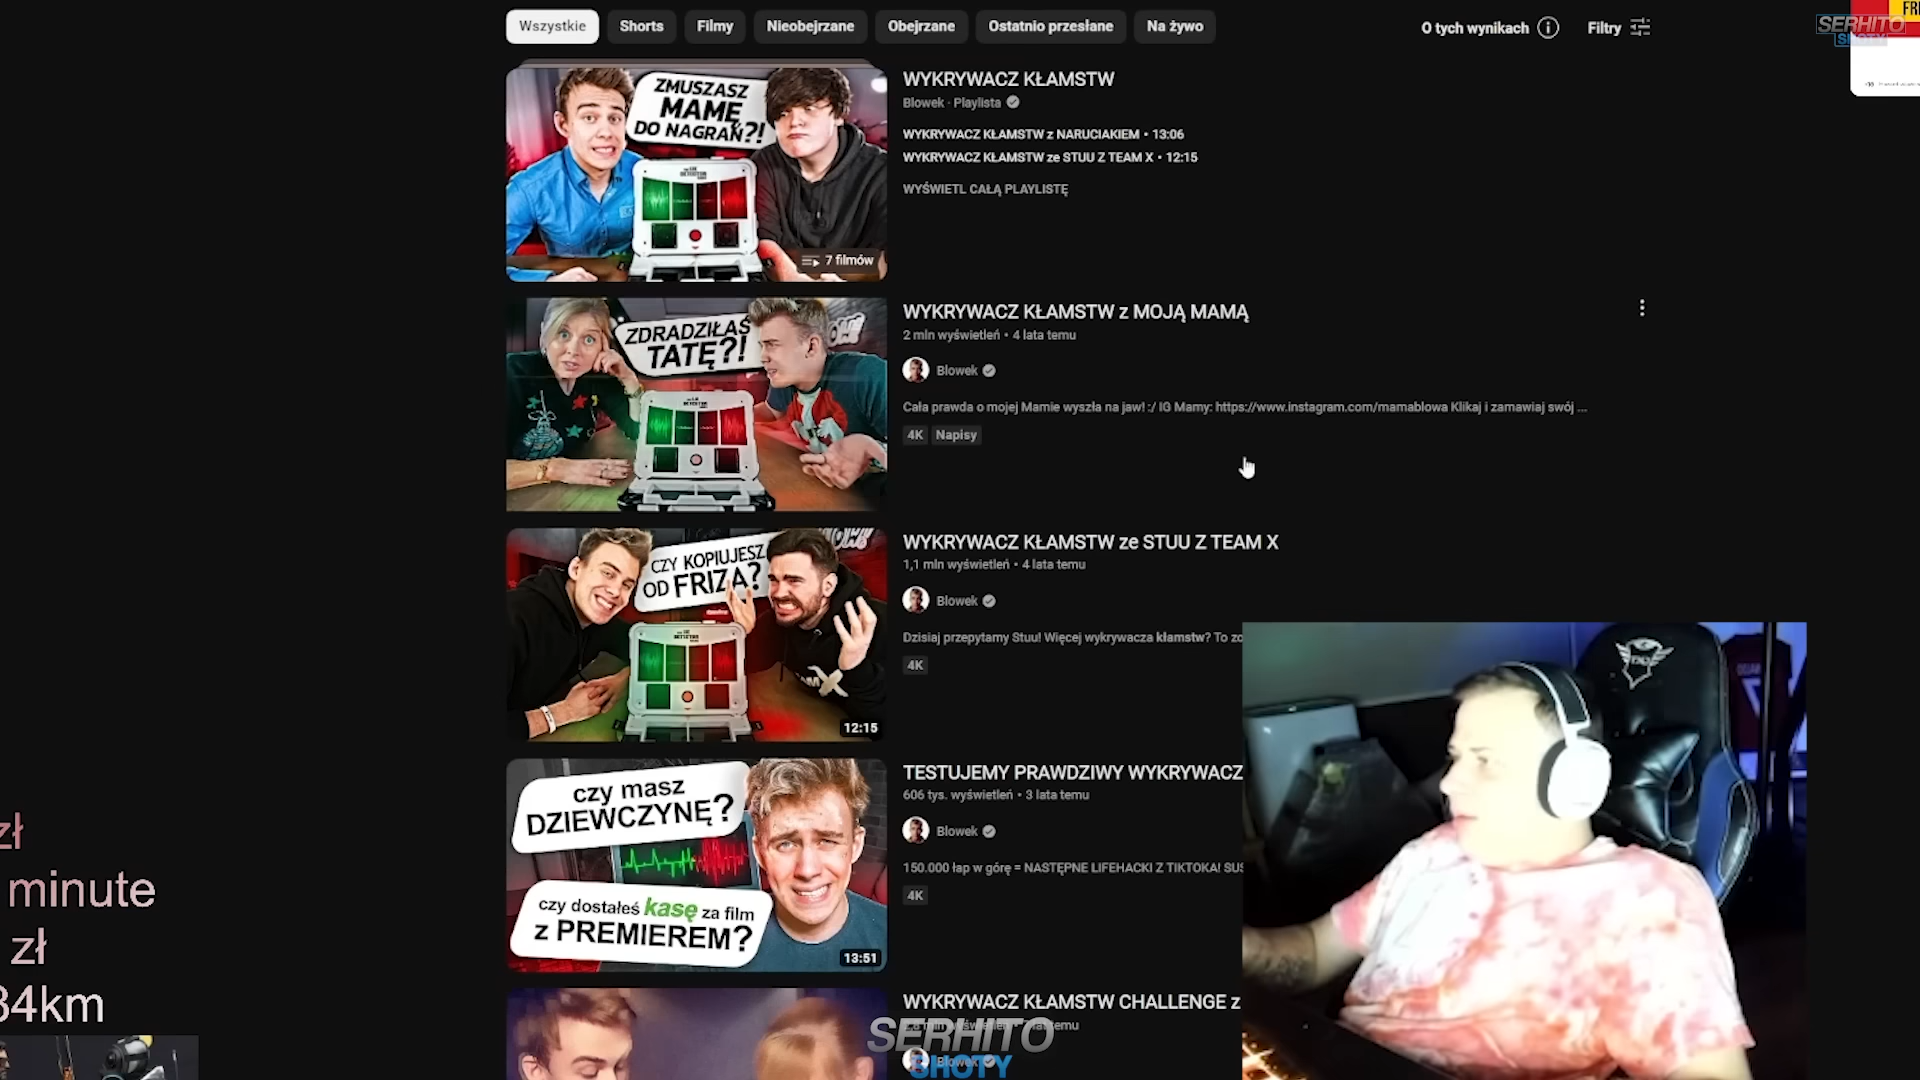 Wszystkie
Shorts
Filmy
Nieobejrzane
Obejrzane
Ostatnio przesłane
Na żywo
O tych wynikach
Filtry
SERHITO
ZMUSZASZ
MAMĘ
DO NAGRAŃ?!
7 filmów
WYKRYWACZ KŁAMSTW
Blowek · Playlista
WYKRYWACZ KŁAMSTW z NARUCIAKIEM • 13:06
WYKRYWACZ KŁAMSTW ze STUU Z TEAM X • 12:15
WYŚWIETL CAŁĄ PLAYLISTĘ
ZDRADZIŁAŚ
TATĘ?!
WYKRYWACZ KŁAMSTW z MOJĄ MAMĄ
2 mln wyświetleń • 4 lata temu
Blowek
Cała prawda o mojej Mamie wyszła na jaw! :/ IG Mamy: https://www.instagram.com/mamablowa Klikaj i zamawiaj swój ...
4K
Napisy
CZY KOPIUJESZ
OD FRIZA?
12:15
WYKRYWACZ KŁAMSTW ze STUU Z TEAM X
1,1 mln wyświetleń • 4 lata temu
Blowek
Dzisiaj przepytamy Stuu! Więcej wykrywacza kłamstw? To zo
4K
czy masz
DZIEWCZYNĘ?
czy dostałeś kasę za film
z PREMIEREM?
13:51
TESTUJEMY PRAWDZIWY WYKRYWACZ
606 tys. wyświetleń • 3 lata temu
Blowek
150.000 łap w górę = NASTĘPNE LIFEHACKI Z TIKTOKA! SUS
4K
WYKRYWACZ KŁAMSTW CHALLENGE z
SERHITO
SHOTY
zł
minute
zł
34km